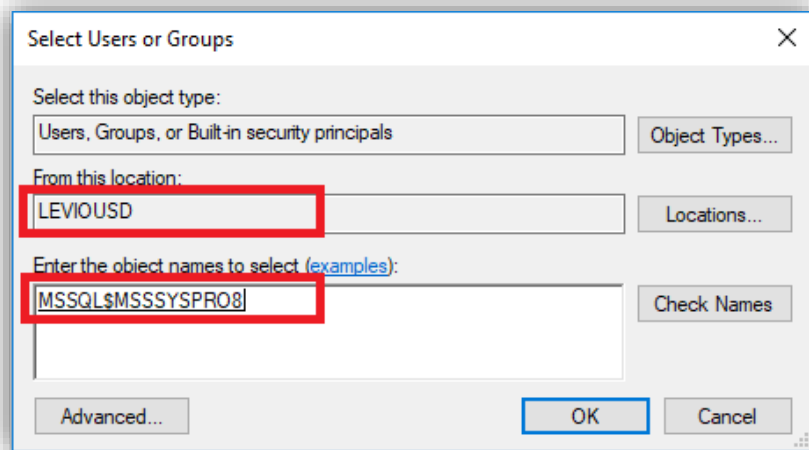 Select Users or Groups
Select this object type:
Users, Groups, or Built-in security principals
Object Types...
From this location:
LEVIOUSD
Locations...
Enter the object names to select (examples):
MSSQL$MSSSYSPRO8
Check Names
Advanced...
OK
Cancel